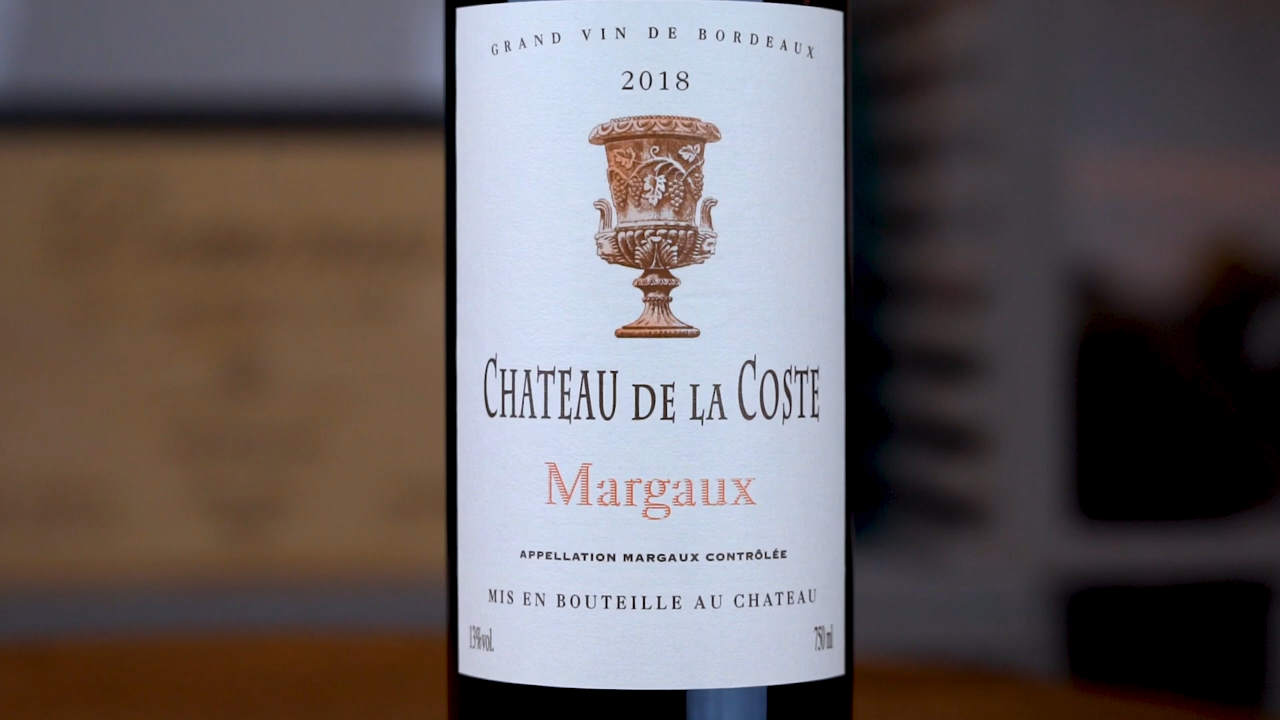 GRAND VIN DE BORDEAUX
2018
CHATEAU DE LA COSTE
Margaux
APPELLATION MARGAUX CONTRÔLÉE
MIS EN BOUTEILLE AU CHATEAU
13%vol. 750 ml